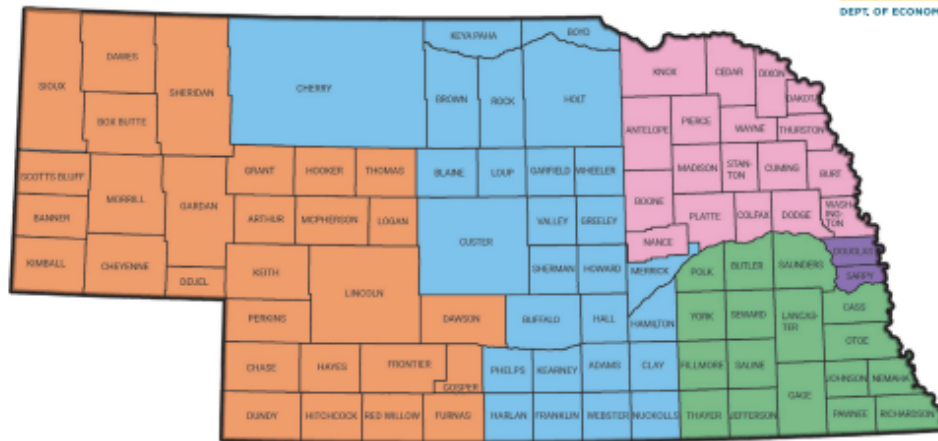 DEPT. OF ECONOM
SIOUX
DAWES
SHERIDAN
BOX BUTTE
CHERRY
KEYA PAHA
BOYD
BROWN
ROCK
HOLT
KNOX
CEDAR
DIXON
DAKOTA
ANTELOPE
PIERCE
WAYNE
THURSTON
SCOTTS BLUFF
MORRILL
GARDAN
GRANT
HOOKER
THOMAS
BLAINE
LOUP
GARFIELD
WHEELER
MADISON
STAN-
TON
CUMING
BURT
BANNER
ARTHUR
MCPHERSON
LOGAN
CUSTER
VALLEY
GREELEY
BOONE
PLATTE
COLFAX
DODGE
WASH-
ING-
TON
NANCE
KIMBALL
CHEYENNE
DEUEL
KEITH
LINCOLN
SHERMAN
HOWARD
MERRICK
POLK
BUTLER
SAUNDERS
DOUGLAS
SARPY
PERKINS
DAWSON
BUFFALO
HALL
HAMILTON
YORK
SEWARD
LANCAS-
TER
CASS
OTOE
CHASE
HAYES
FRONTIER
GOSPER
PHELPS
KEARNEY
ADAMS
CLAY
FILLMORE
SALINE
GAGE
JOHNSON
NEMAHA
DUNDY
HITCHCOCK
RED WILLOW
FURNAS
HARLAN
FRANKLIN
WEBSTER
NUCKOLLS
THAYER
JEFFERSON
PAWNEE
RICHARDSON